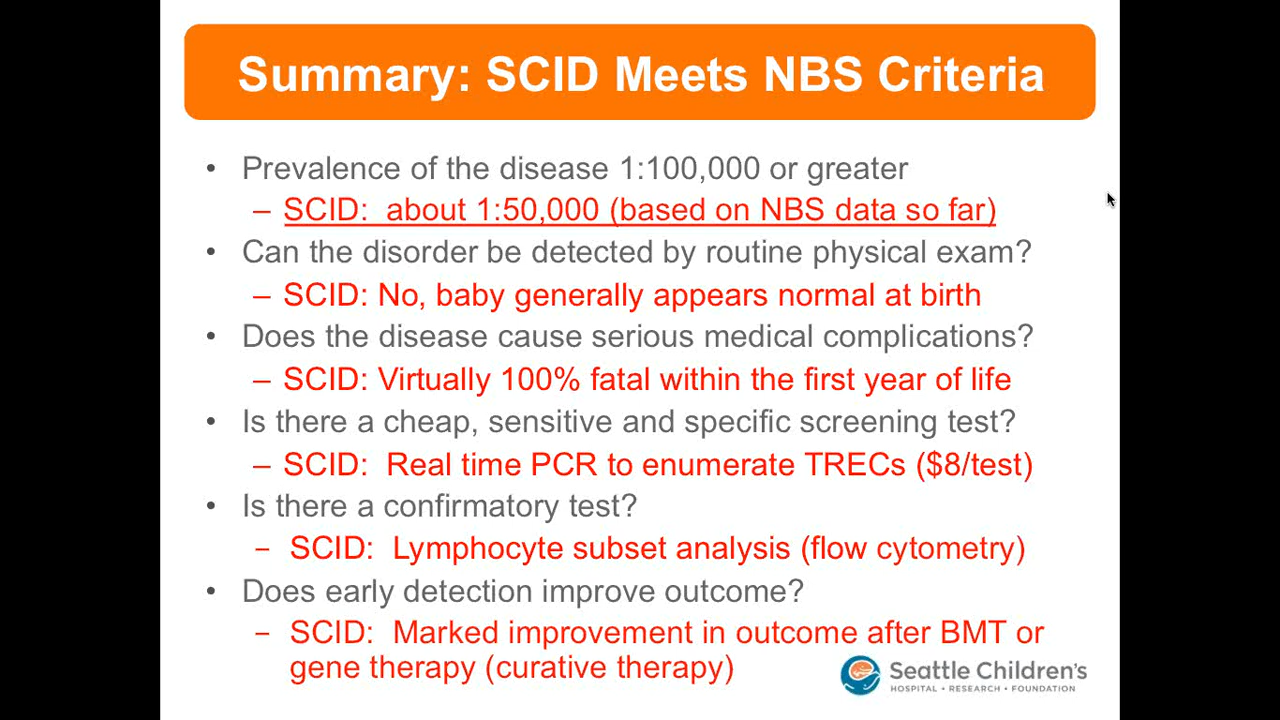 Summary: SCID Meets NBS Criteria
• Prevalence of the disease 1:100,000 or greater
– SCID: about 1:50,000 (based on NBS data so far)
• Can the disorder be detected by routine physical exam?
– SCID: No, baby generally appears normal at birth
• Does the disease cause serious medical complications?
– SCID: Virtually 100% fatal within the first year of life
• Is there a cheap, sensitive and specific screening test?
– SCID: Real time PCR to enumerate TRECs ($8/test)
• Is there a confirmatory test?
– SCID: Lymphocyte subset analysis (flow cytometry)
• Does early detection improve outcome?
– SCID: Marked improvement in outcome after BMT or
gene therapy (curative therapy)
Seattle Children's
HOSPITAL • RESEARCH • FOUNDATION